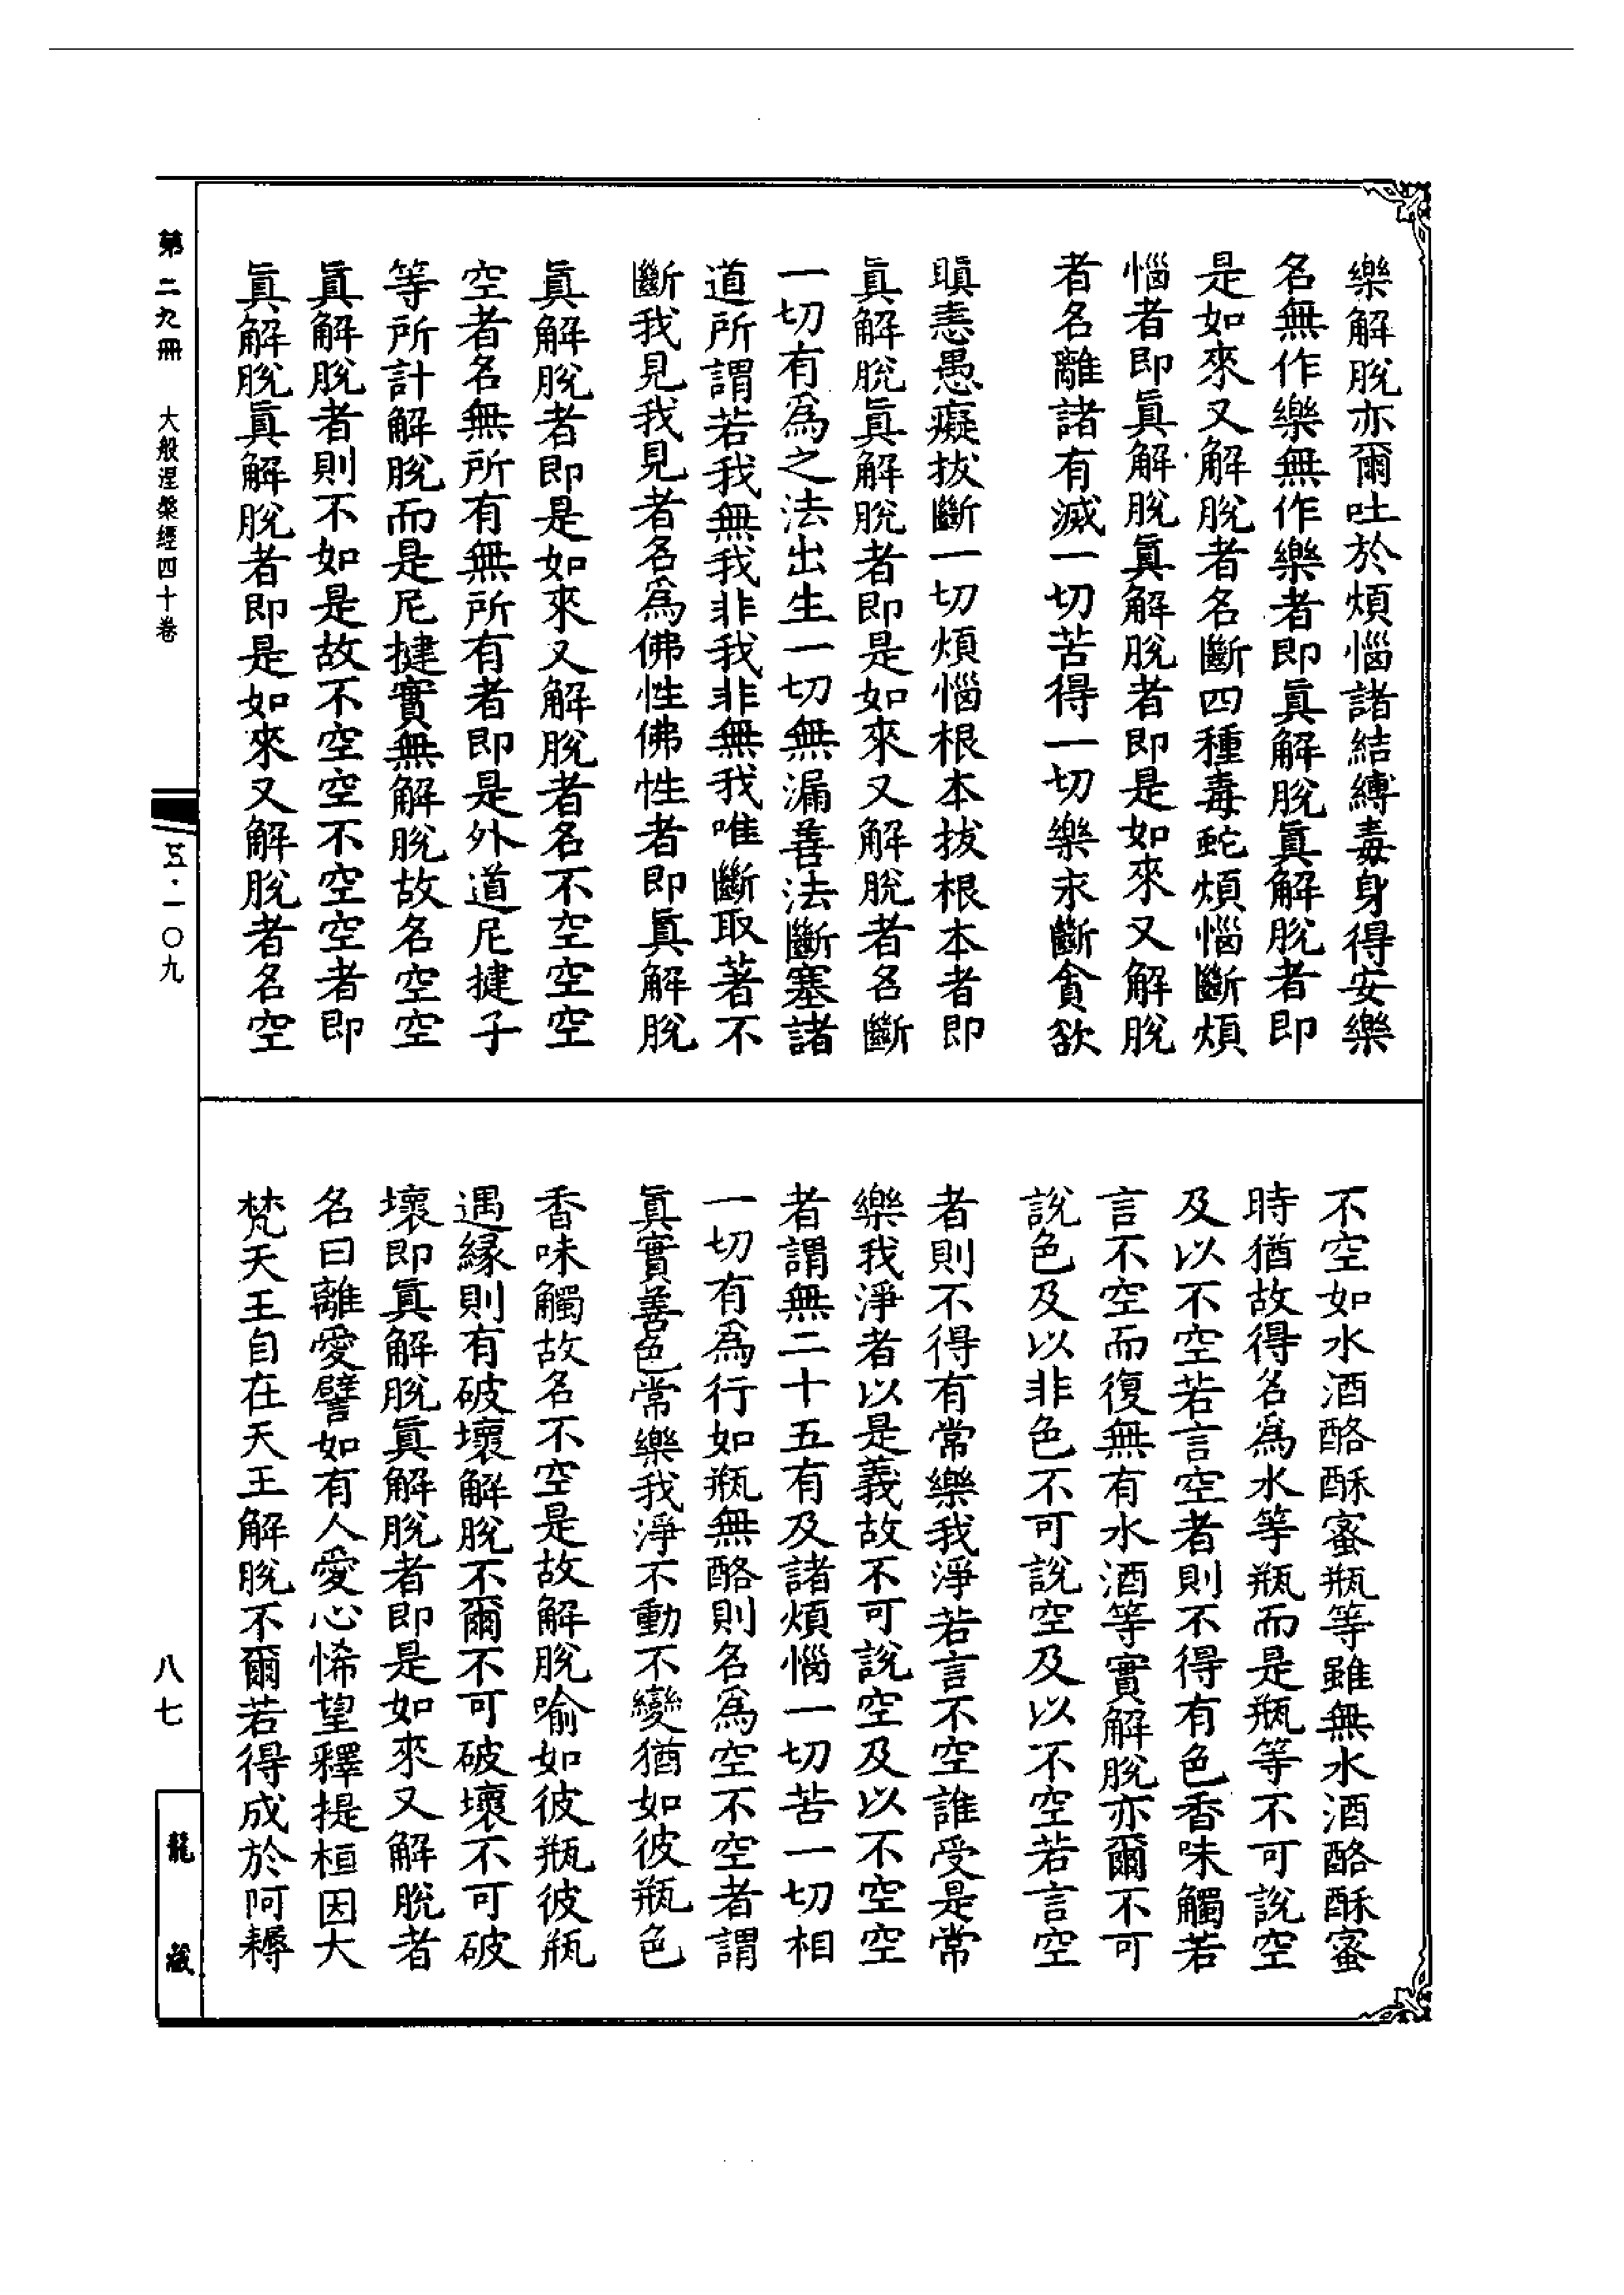 樂解脫亦爾吐於煩惱諸結縛毒身得安樂
名無作樂無作樂者即眞解脫眞解脫者即
是如來又解脫者名斷四種毒蛇煩惱斷煩
惱者即眞解脫眞解脫者即是如來又解脫
者名離諸有滅一切苦得一切樂永斷貪欲
瞋恚愚癡拔斷一切煩惱根本拔根本者即
眞解脫眞解脫者即是如來又解脫者名斷
一切有為之法出生一切無漏善法斷塞諸
道所謂若我無我非我非無我唯斷取著不
斷我見我見者名為佛性佛性者即眞解脫
眞解脫者即是如來又解脫者名不空空空
空者名無所有無所有者即是外道尼揵子
等所計解脫而是尼揵實無解脫故名空空
眞解脫者則不如是故不空空不空空者即
眞解脫眞解脫者即是如來又解脫者名空
不空如水酒酪酥蜜瓶等雖無水酒酪酥蜜
時猶故得名為水等瓶而是瓶等不可說空
及以不空若言空者則不得有色香味觸若
言不空而復無有水酒等實解脫亦爾不可
說色及以非色不可說空及以不空若言空
者則不得有常樂我淨若言不空誰受是常
樂我淨者以是義故不可說空及以不空空
者謂無二十五有及諸煩惱一切苦一切相
一切有為行如瓶無酪則名為空不空者謂
眞實善色常樂我淨不動不變猶如彼瓶色
香味觸故名不空是故解脫喻如彼瓶彼瓶
遇緣則有破壞解脫不爾不可破壞不可破
壞即眞解脫眞解脫者即是如來又解脫者
名曰離愛譬如有人愛心悕望釋提桓因大
梵天王自在天王解脫不爾若得成於阿耨
第二九冊 大般涅槃經四十卷
五·一〇九
八七
龍藏